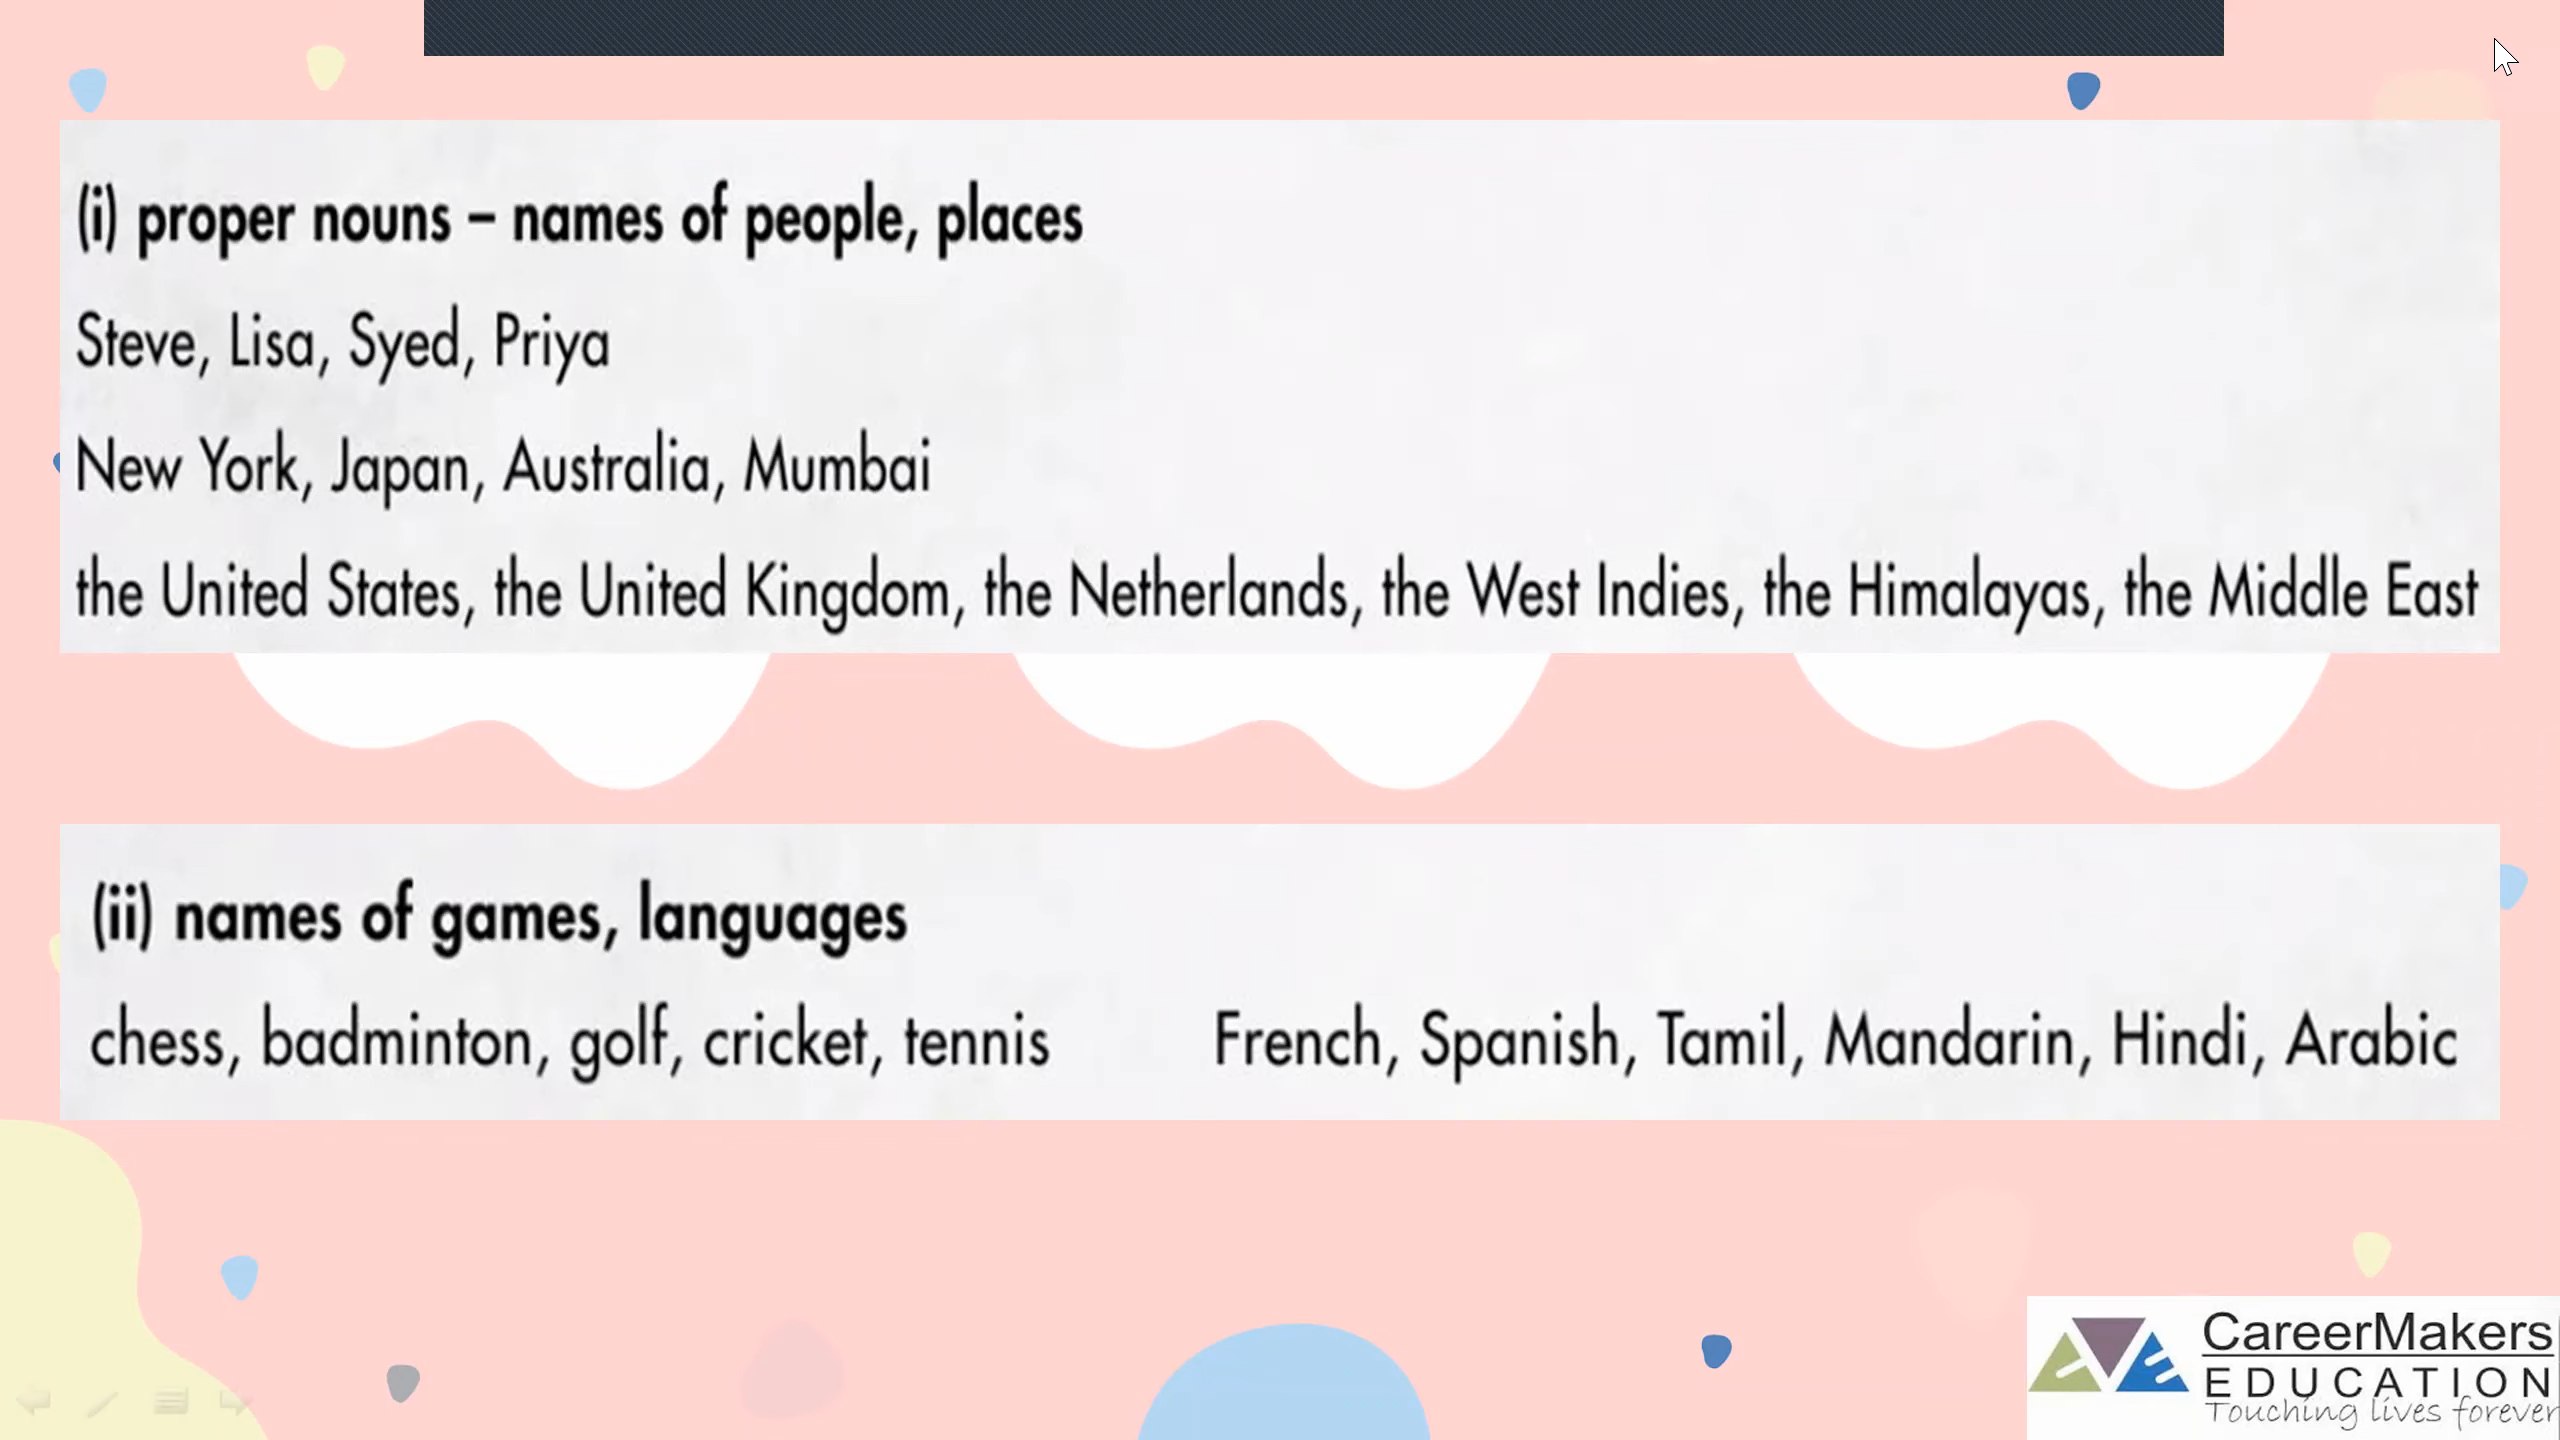 (i) proper nouns – names of people, places
Steve, Lisa, Syed, Priya
New York, Japan, Australia, Mumbai
the United States, the United Kingdom, the Netherlands, the West Indies, the Himalayas, the Middle East
(ii) names of games, languages
chess, badminton, golf, cricket, tennis French, Spanish, Tamil, Mandarin, Hindi, Arabic
CareerMakers
EDUCATION
Touching lives forever